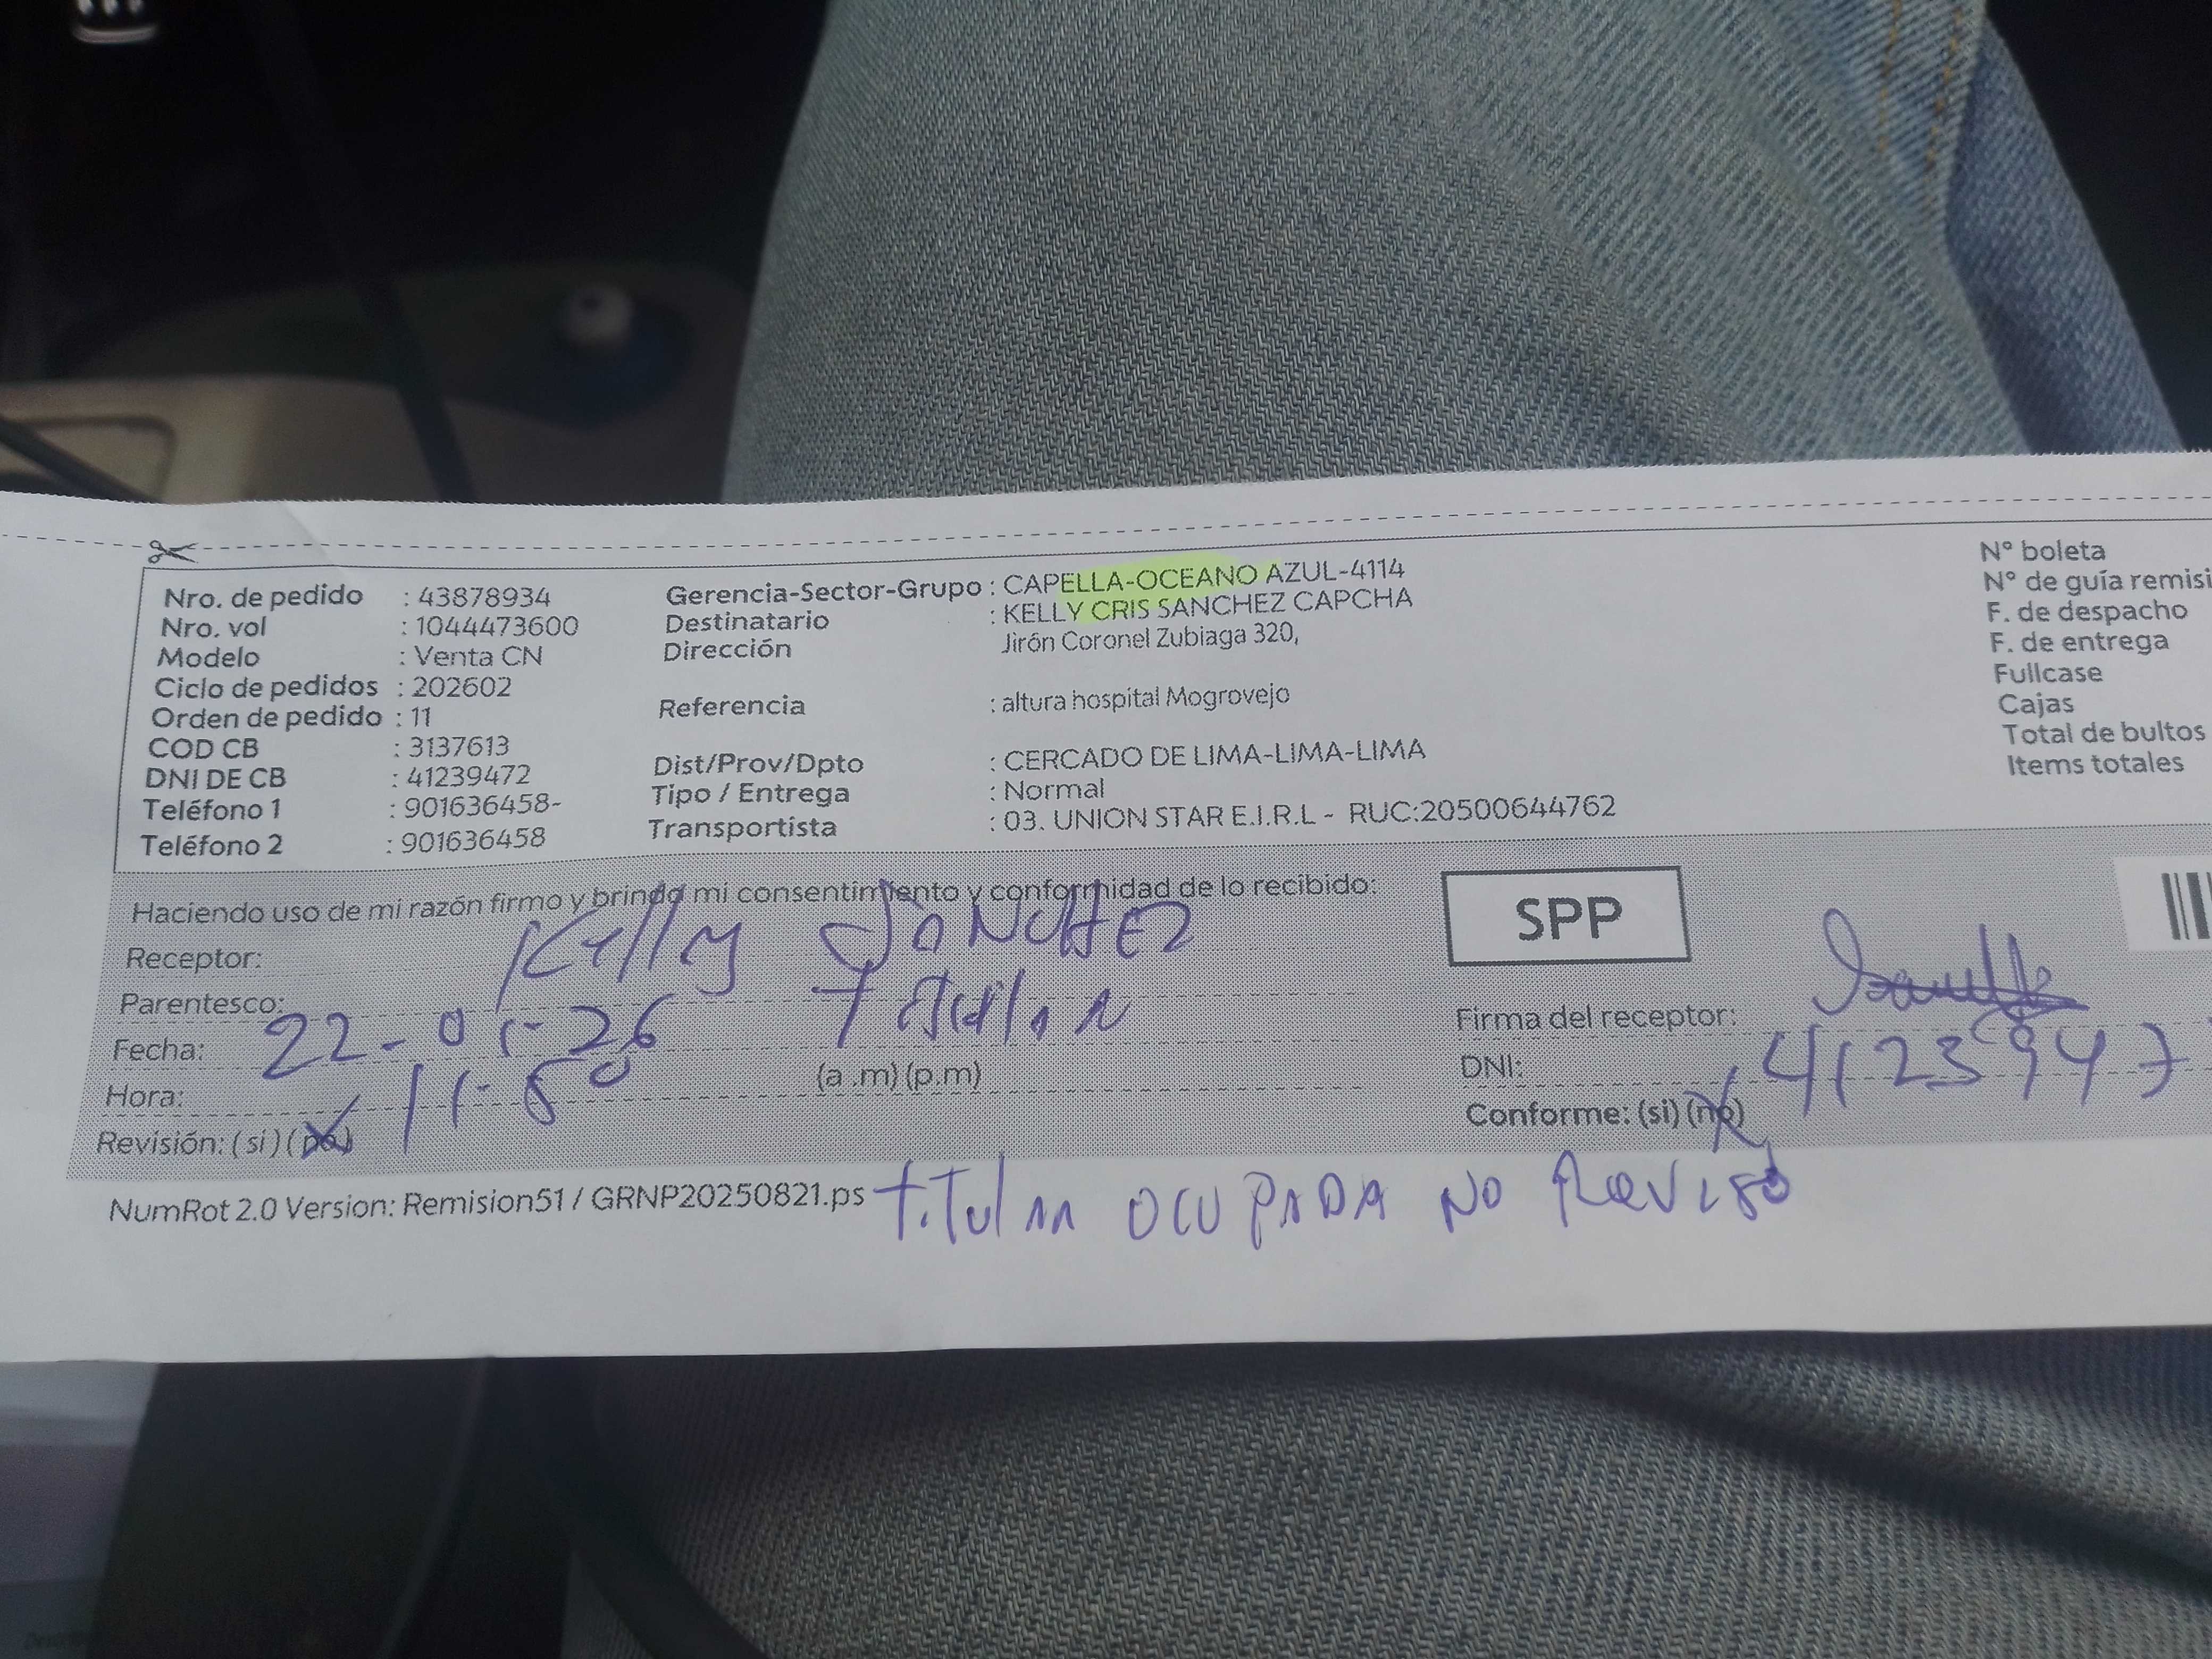 Nro. de pedido : 43878934
Nro. vol : 1044473600
Modelo : Venta CN
Ciclo de pedidos : 202602
Orden de pedido : 11
COD CB : 3137613
DNI DE CB : 41239472
Teléfono 1 : 901636458-
Teléfono 2 : 901636458
Gerencia-Sector-Grupo : CAPELLA-OCEANO AZUL-4114
Destinatario : KELLY CRIS SANCHEZ CAPCHA
Dirección Jirón Coronel Zubiaga 320,
Referencia : altura hospital Mogrovejo
Dist/Prov/Dpto : CERCADO DE LIMA-LIMA-LIMA
Tipo / Entrega : Normal
Transportista : 03. UNION STAR E.I.R.L - RUC:20500644762
N° boleta
N° de guía remisi
F. de despacho
F. de entrega
Fullcase
Cajas
Total de bultos
Items totales
Haciendo uso de mi razón firmo y brindo mi consentimiento y conformidad de lo recibido:
SPP
Receptor: Kelly SANCHEZ
Parentesco: Titular
Fecha: 22-01-26
Hora: 11-50 (a .m) (p.m)
Revisión: (si) (no)
Firma del receptor:
DNI: 4123947
Conforme: (si) (no)
NumRot 2.0 Version: Remision51 / GRNP20250821.ps
Titular OCUPADA NO Reviso